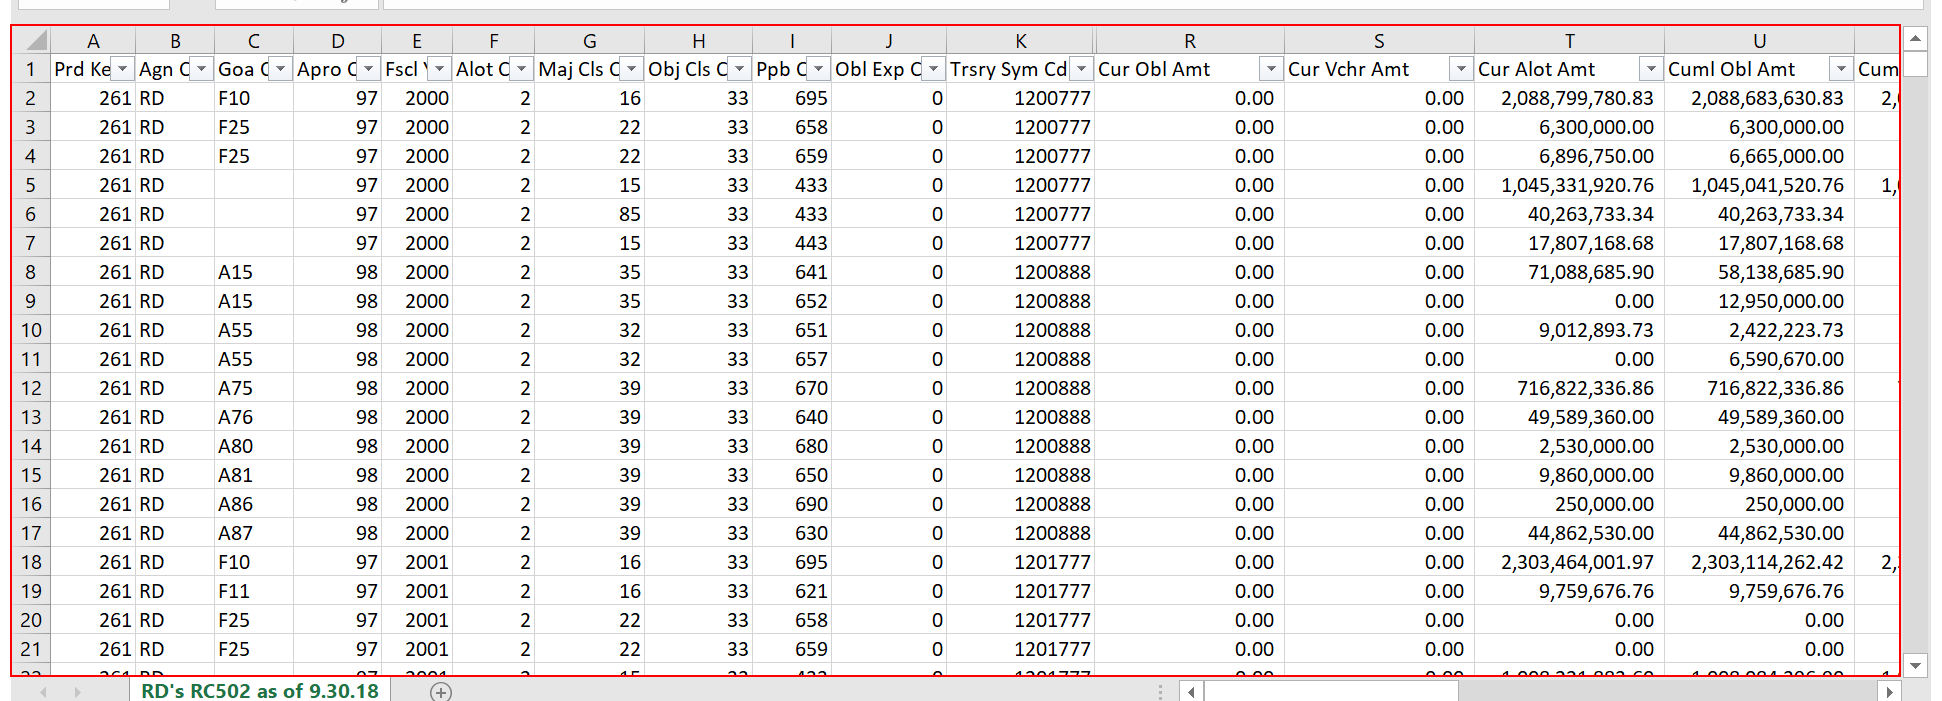 A B C D E F G H I J K R S T U
1 Prd Ke Agn C Goa C Apro C Fscl Alot C Maj Cls C Obj Cls C Ppb C Obl Exp C Trsry Sym Cd Cur Obl Amt Cur Vchr Amt Cur Alot Amt Cuml Obl Amt Cum
2 261 RD F10 97 2000 2 16 33 695 0 1200777 0.00 0.00 2,088,799,780.83 2,088,683,630.83 2,
3 261 RD F25 97 2000 2 22 33 658 0 1200777 0.00 0.00 6,300,000.00 6,300,000.00
4 261 RD F25 97 2000 2 22 33 659 0 1200777 0.00 0.00 6,896,750.00 6,665,000.00
5 261 RD 97 2000 2 15 33 433 0 1200777 0.00 0.00 1,045,331,920.76 1,045,041,520.76 1,
6 261 RD 97 2000 2 85 33 433 0 1200777 0.00 0.00 40,263,733.34 40,263,733.34
7 261 RD 97 2000 2 15 33 443 0 1200777 0.00 0.00 17,807,168.68 17,807,168.68
8 261 RD A15 98 2000 2 35 33 641 0 1200888 0.00 0.00 71,088,685.90 58,138,685.90
9 261 RD A15 98 2000 2 35 33 652 0 1200888 0.00 0.00 0.00 12,950,000.00
10 261 RD A55 98 2000 2 32 33 651 0 1200888 0.00 0.00 9,012,893.73 2,422,223.73
11 261 RD A55 98 2000 2 32 33 657 0 1200888 0.00 0.00 0.00 6,590,670.00
12 261 RD A75 98 2000 2 39 33 670 0 1200888 0.00 0.00 716,822,336.86 716,822,336.86
13 261 RD A76 98 2000 2 39 33 640 0 1200888 0.00 0.00 49,589,360.00 49,589,360.00
14 261 RD A80 98 2000 2 39 33 680 0 1200888 0.00 0.00 2,530,000.00 2,530,000.00
15 261 RD A81 98 2000 2 39 33 650 0 1200888 0.00 0.00 9,860,000.00 9,860,000.00
16 261 RD A86 98 2000 2 39 33 690 0 1200888 0.00 0.00 250,000.00 250,000.00
17 261 RD A87 98 2000 2 39 33 630 0 1200888 0.00 0.00 44,862,530.00 44,862,530.00
18 261 RD F10 97 2001 2 16 33 695 0 1201777 0.00 0.00 2,303,464,001.97 2,303,114,262.42 2,
19 261 RD F11 97 2001 2 16 33 621 0 1201777 0.00 0.00 9,759,676.76 9,759,676.76
20 261 RD F25 97 2001 2 22 33 658 0 1201777 0.00 0.00 0.00 0.00
21 261 RD F25 97 2001 2 22 33 659 0 1201777 0.00 0.00 0.00 0.00
RD's RC502 as of 9.30.18